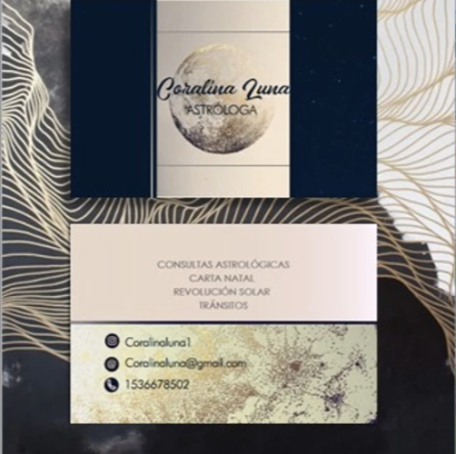 Coralina Luna
ASTRÓLOGA
CONSULTAS ASTROLÓGICAS
CARTA NATAL
REVOLUCIÓN SOLAR
TRÁNSITOS
Coralinaluna1
Coralinaluna@gmail.com
1536678502